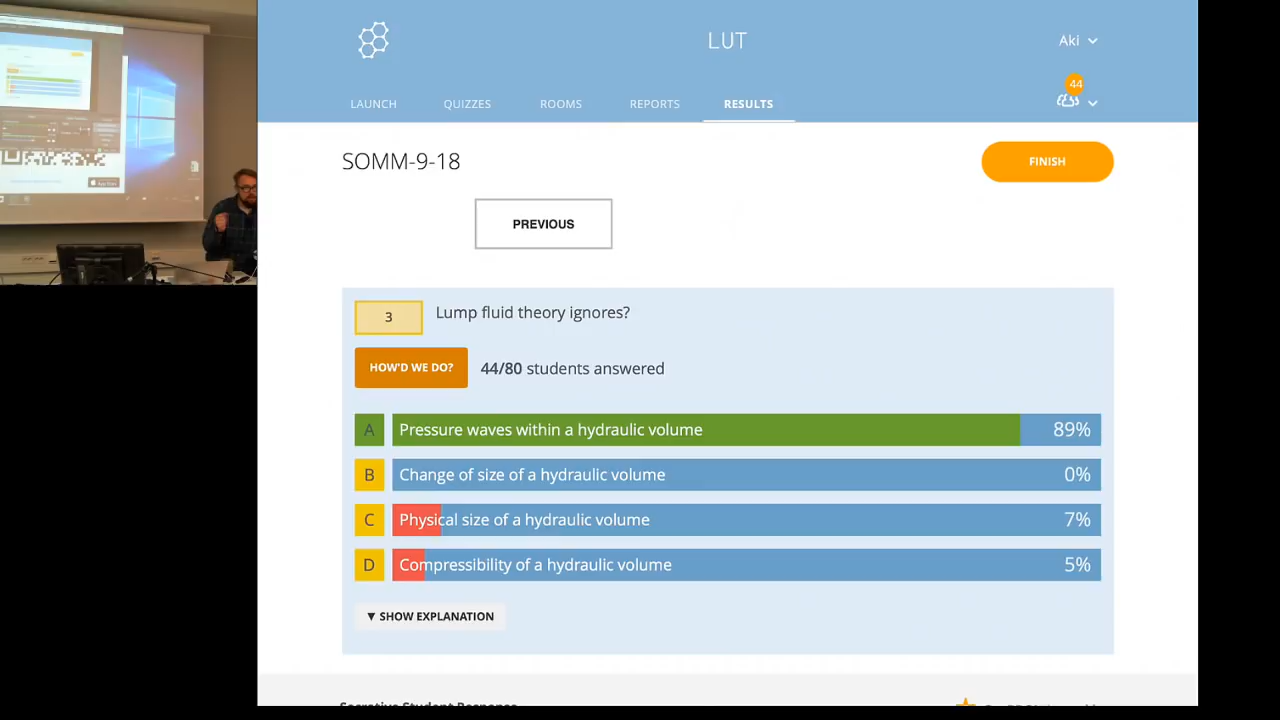 LUT
Aki
44
LAUNCH
QUIZZES
ROOMS
REPORTS
RESULTS
SOMM-9-18
FINISH
PREVIOUS
3
Lump fluid theory ignores?
HOW'D WE DO?
44/80 students answered
A Pressure waves within a hydraulic volume 89%
B Change of size of a hydraulic volume 0%
C Physical size of a hydraulic volume 7%
D Compressibility of a hydraulic volume 5%
▼ SHOW EXPLANATION